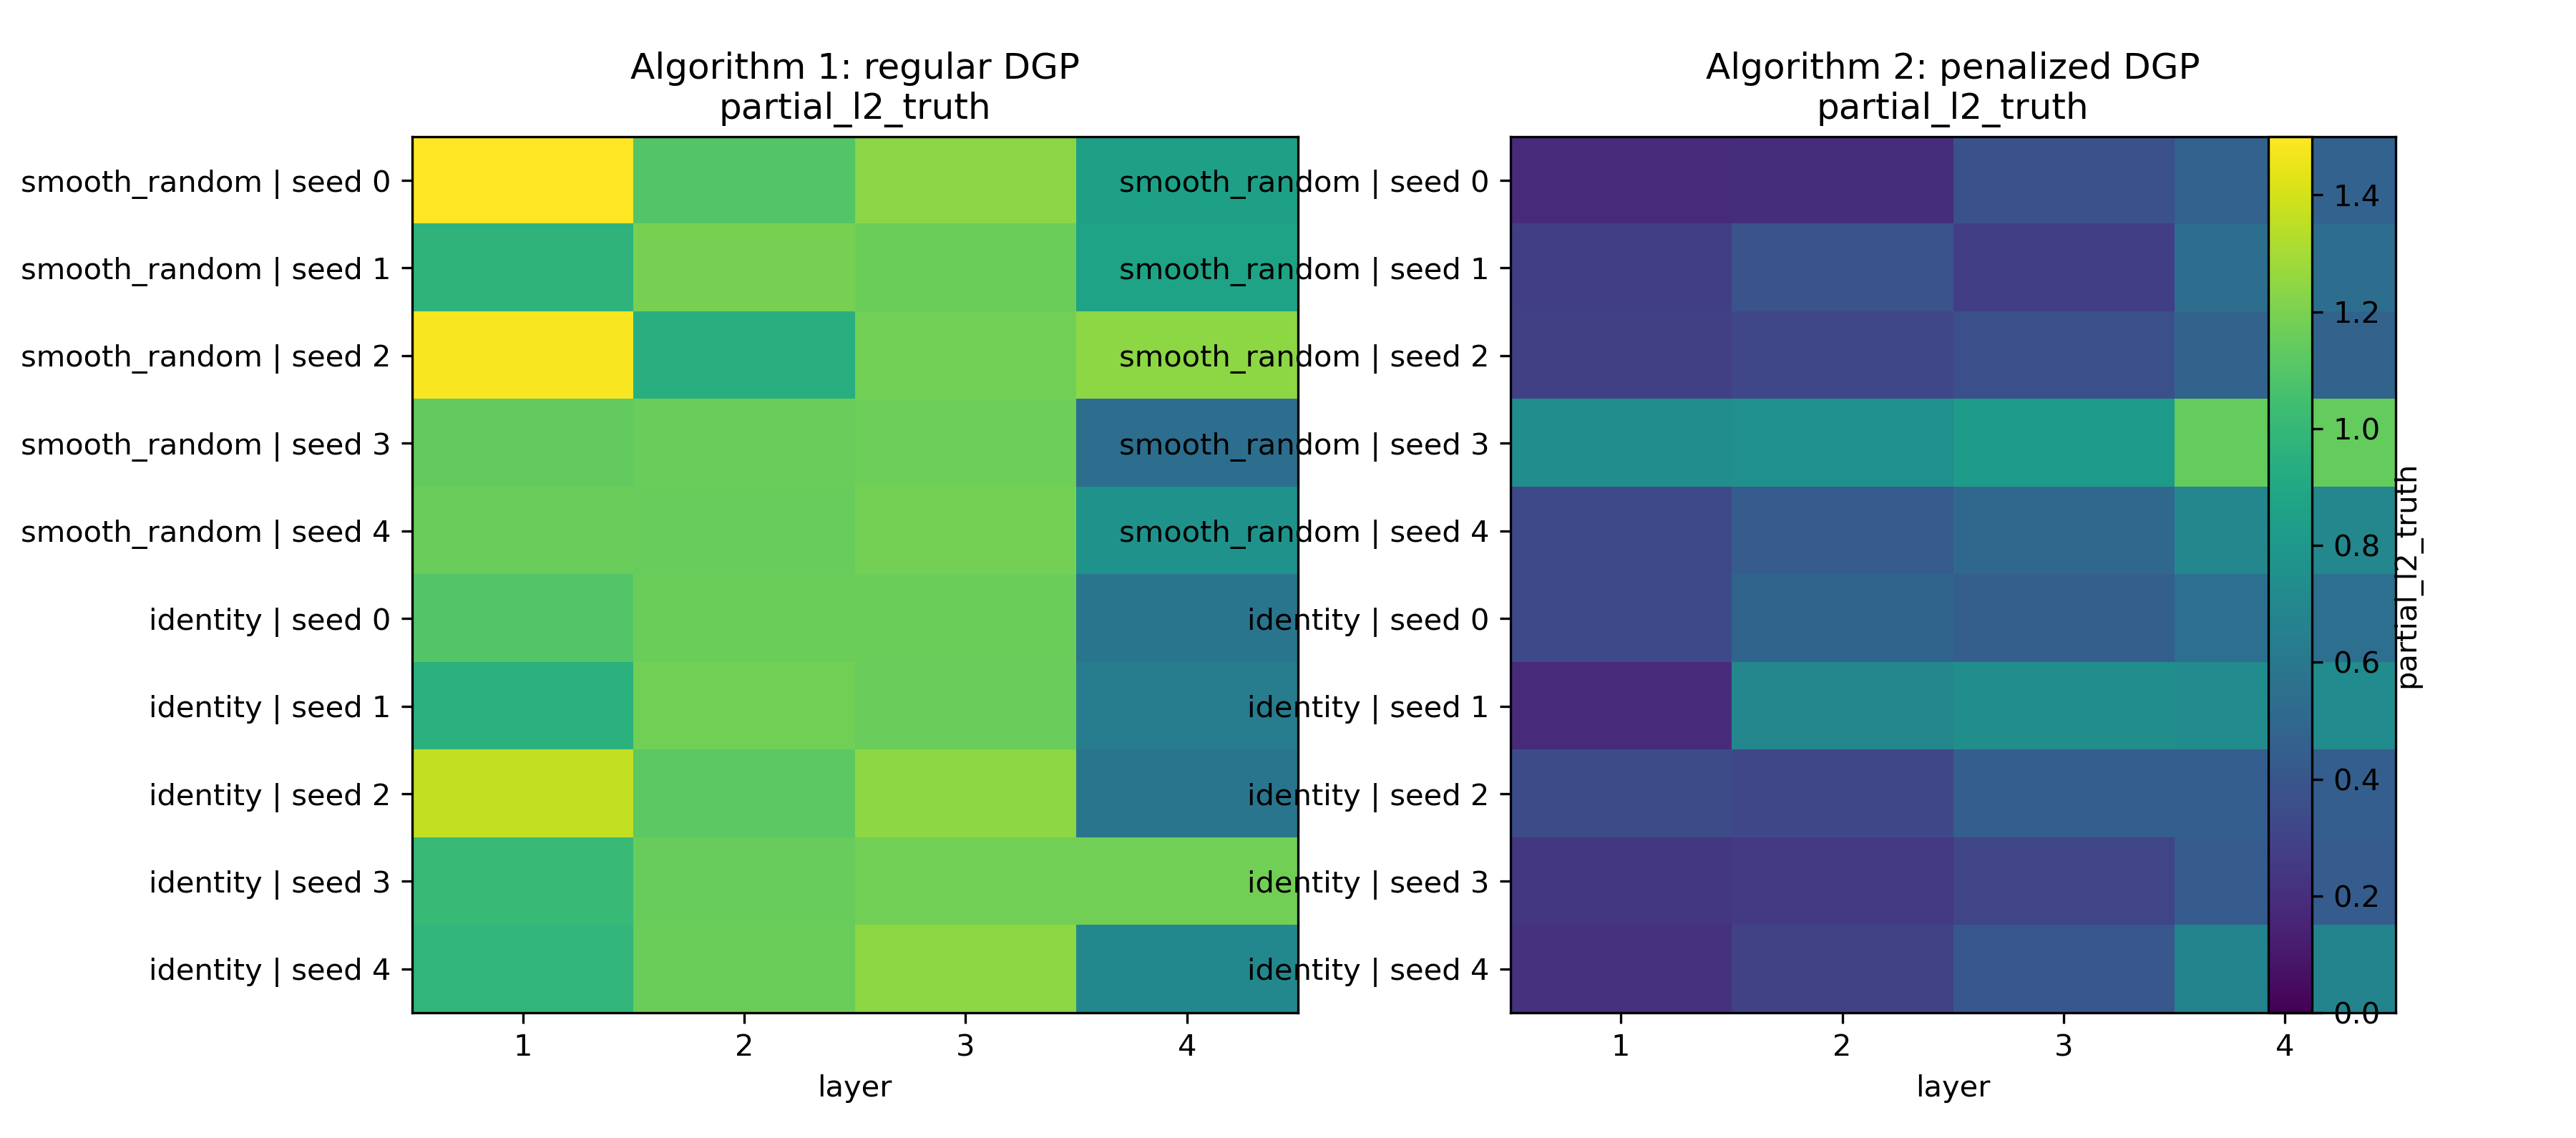 Algorithm 1: regular DGP
partial_l2_truth
smooth_random | seed 0
smooth_random | seed 1
smooth_random | seed 2
smooth_random | seed 3
smooth_random | seed 4
identity | seed 0
identity | seed 1
identity | seed 2
identity | seed 3
identity | seed 4
1 2 3 4
layer
Algorithm 2: penalized DGP
partial_l2_truth
smooth_random | seed 0
smooth_random | seed 1
smooth_random | seed 2
smooth_random | seed 3
smooth_random | seed 4
identity | seed 0
identity | seed 1
identity | seed 2
identity | seed 3
identity | seed 4
1 2 3 4
layer
1.4
1.2
1.0
0.8
0.6
0.4
0.2
0.0
partial_l2_truth